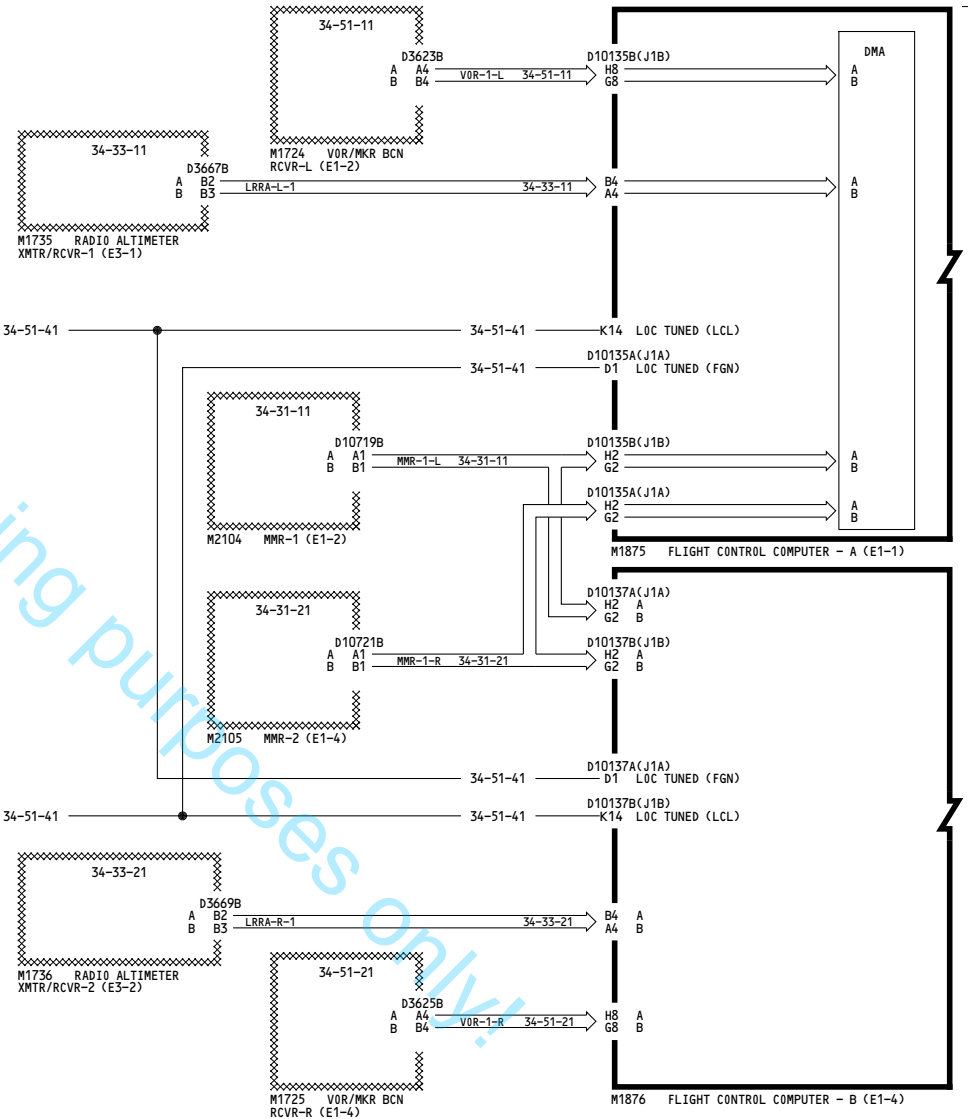 34-51-11
D3623B
A A4
B B4
VOR-1-L 34-51-11
D10135B(J1B)
H8
G8
DMA
A
B
M1724 VOR/MKR BCN
RCVR-L (E1-2)
34-33-11
D3667B
A B2
B B3
LRRA-L-1 34-33-11
B4
A4
A
B
M1735 RADIO ALTIMETER
XMTR/RCVR-1 (E3-1)
34-51-41 34-51-41 K14 LOC TUNED (LCL)
D10135A(J1A)
34-51-41 D1 LOC TUNED (FGN)
34-31-11
D10719B
A A1
B B1
MMR-1-L 34-31-11
D10135B(J1B)
H2
G2
A
B
D10135A(J1A)
H2
G2
A
B
M2104 MMR-1 (E1-2)
M1875 FLIGHT CONTROL COMPUTER - A (E1-1)
34-31-21
D10137A(J1A)
H2 A
G2 B
D10721B
A A1
B B1
MMR-1-R 34-31-21
D10137B(J1B)
H2 A
G2 B
M2105 MMR-2 (E1-4)
D10137A(J1A)
34-51-41 D1 LOC TUNED (FGN)
D10137B(J1B)
34-51-41 34-51-41 K14 LOC TUNED (LCL)
34-33-21
D3669B
A B2
B B3
LRRA-R-1 34-33-21
B4 A
A4 B
M1736 RADIO ALTIMETER
XMTR/RCVR-2 (E3-2)
34-51-21
D3625B
A A4
B B4
VOR-1-R 34-51-21
H8 A
G8 B
M1725 VOR/MKR BCN
RCVR-R (E1-4)
M1876 FLIGHT CONTROL COMPUTER - B (E1-4)
ing purposes only!